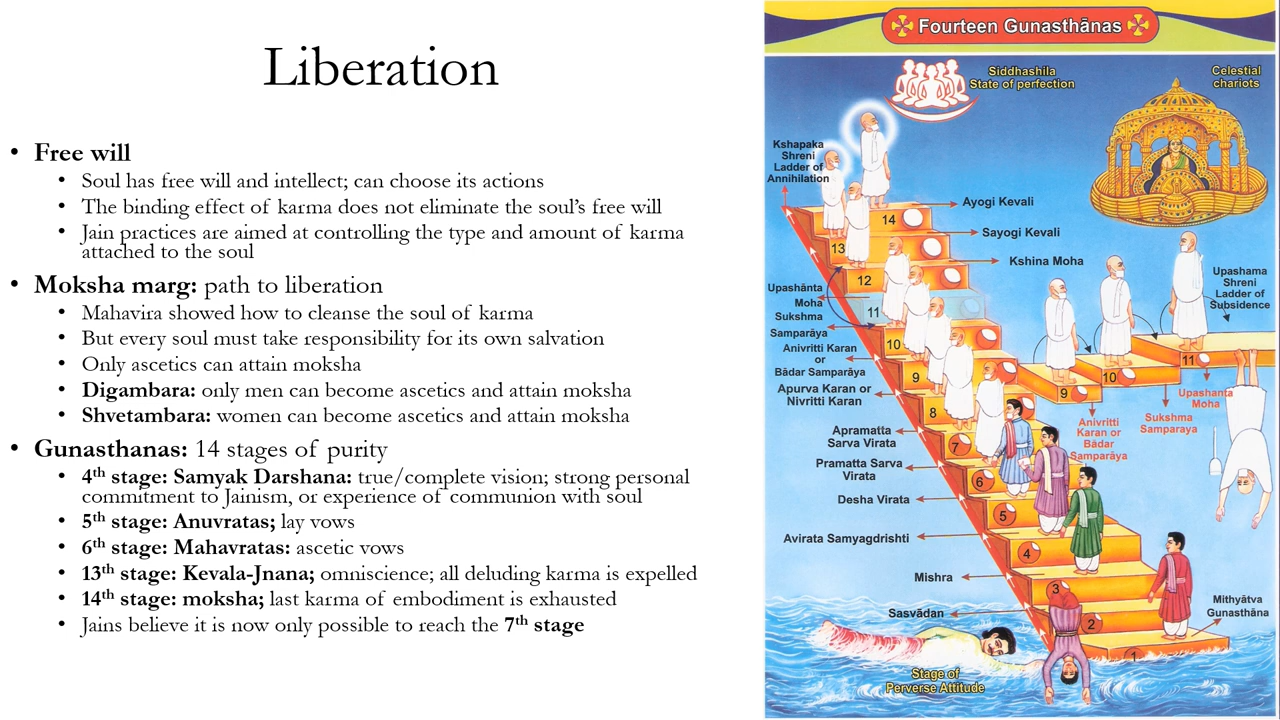 Liberation
• Free will
• Soul has free will and intellect; can choose its actions
• The binding effect of karma does not eliminate the soul's free will
• Jain practices are aimed at controlling the type and amount of karma
attached to the soul
• Moksha marg: path to liberation
• Mahavira showed how to cleanse the soul of karma
• But every soul must take responsibility for its own salvation
• Only ascetics can attain moksha
• Digambara: only men can become ascetics and attain moksha
• Shvetambara: women can become ascetics and attain moksha
• Gunasthanas: 14 stages of purity
• 4th stage: Samyak Darshana: true/complete vision; strong personal
commitment to Jainism, or experience of communion with soul
• 5th stage: Anuvratas; lay vows
• 6th stage: Mahavratas: ascetic vows
• 13th stage: Kevala-Jnana; omniscience; all deluding karma is expelled
• 14th stage: moksha; last karma of embodiment is exhausted
• Jains believe it is now only possible to reach the 7th stage
Fourteen Gunasthānas
Siddhashila
State of perfection
Celestial
chariots
Kshapaka
Shreni
Ladder of
Annihilation
14
Ayogi Kevali
13
Sayogi Kevali
12
Kshina Moha
Upashānta
Moha
11
Sukshma
Samparāya
10
Anivritti Karan
or
Bādar Samparāya
9
Apurva Karan or
Nivritti Karan
8
Apramatta
Sarva Virata
7
Pramatta Sarva
Virata
6
Desha Virata
5
Avirata Samyagdrishti
4
Mishra
3
Sasvādan
2
1
Mithyātva
Gunasthāna
Stage of
Perverse Attitude
Upashama
Shreni
Ladder of
Subsidence
9
Anivritti
Karan or
Bādar
Samparāya
10
Sukshma
Samparaya
11
Upashanta
Moha